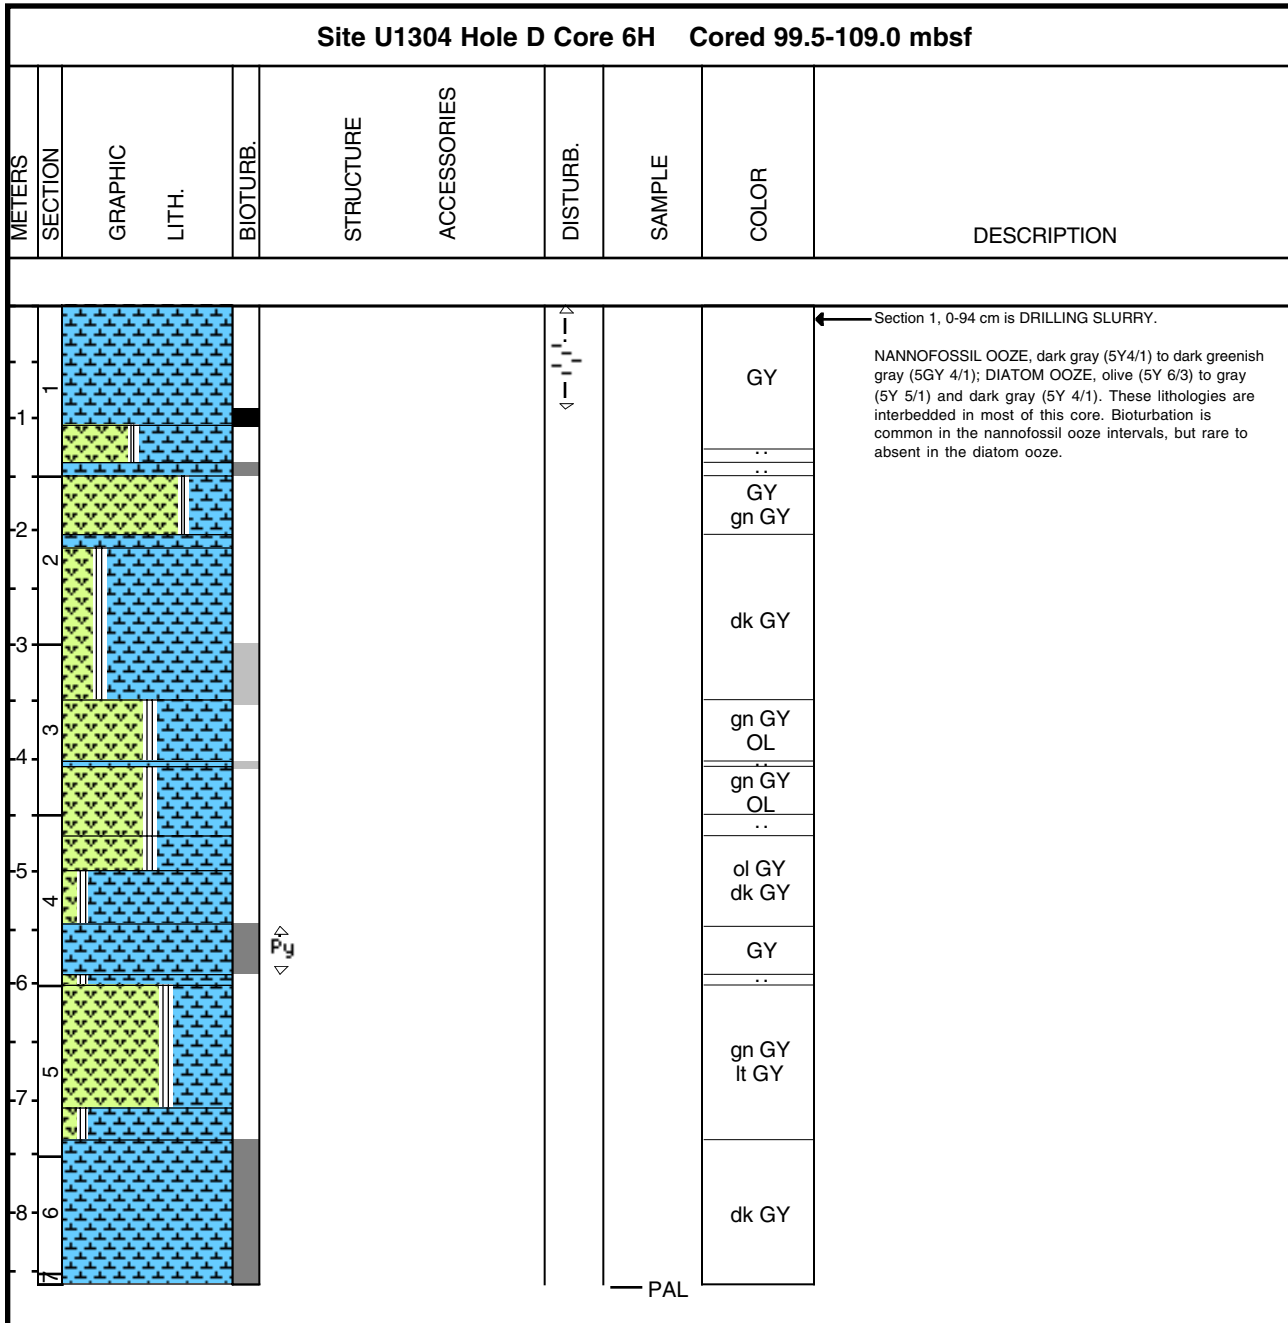 Site U1304 Hole D Core 6H Cored 99.5-109.0 mbsf
METERS
SECTION
GRAPHIC
LITH.
BIOTURB.
STRUCTURE
ACCESSORIES
DISTURB.
SAMPLE
COLOR
DESCRIPTION
Section 1, 0-94 cm is DRILLING SLURRY.
NANNOFOSSIL OOZE, dark gray (5Y4/1) to dark greenish
gray (5GY 4/1); DIATOM OOZE, olive (5Y 6/3) to gray
(5Y 5/1) and dark gray (5Y 4/1). These lithologies are
interbedded in most of this core. Bioturbation is
common in the nannofossil ooze intervals, but rare to
absent in the diatom ooze.
1
2
3
4
5
6
7
8
1
2
3
4
5
6
7
Py
GY
. .
. .
GY
gn GY
dk GY
gn GY
OL
. .
gn GY
OL
. .
ol GY
dk GY
GY
. .
gn GY
lt GY
dk GY
PAL